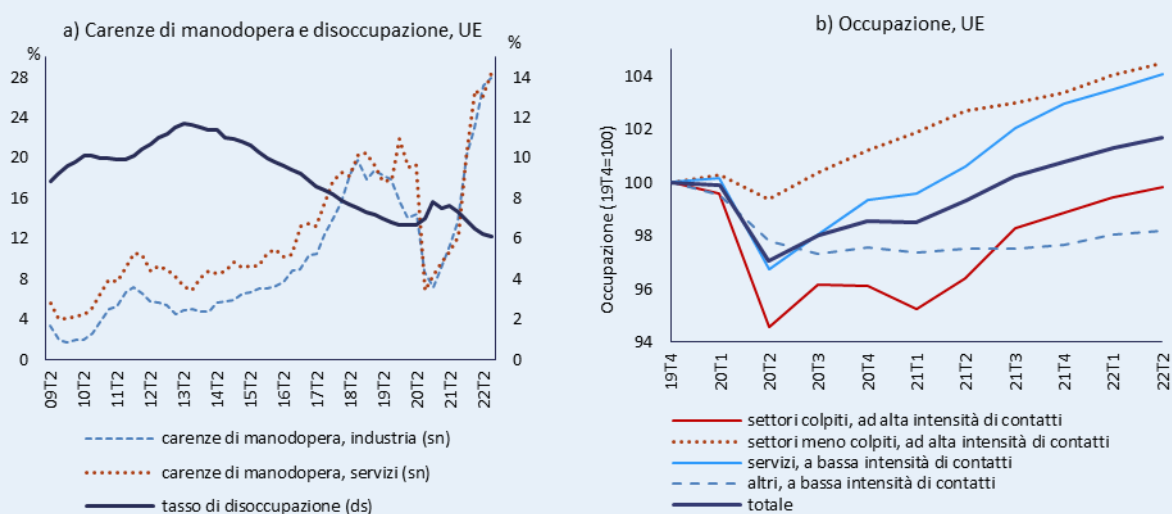 a) Carenze di manodopera e disoccupazione, UE
%
%
28
24
20
16
12
8
4
0
14
12
10
8
6
4
2
0
09T2
10T2
11T2
12T2
13T2
14T2
15T2
16T2
17T2
18T2
19T2
20T2
21T2
22T2
carenze di manodopera, industria (sn)
carenze di manodopera, servizi (sn)
tasso di disoccupazione (ds)
b) Occupazione, UE
Occupazione (19T4=100)
104
102
100
98
96
94
19T4
20T1
20T2
20T3
20T4
21T1
21T2
21T3
21T4
22T1
22T2
settori colpiti, ad alta intensità di contatti
settori meno colpiti, ad alta intensità di contatti
servizi, a bassa intensità di contatti
altri, a bassa intensità di contatti
totale